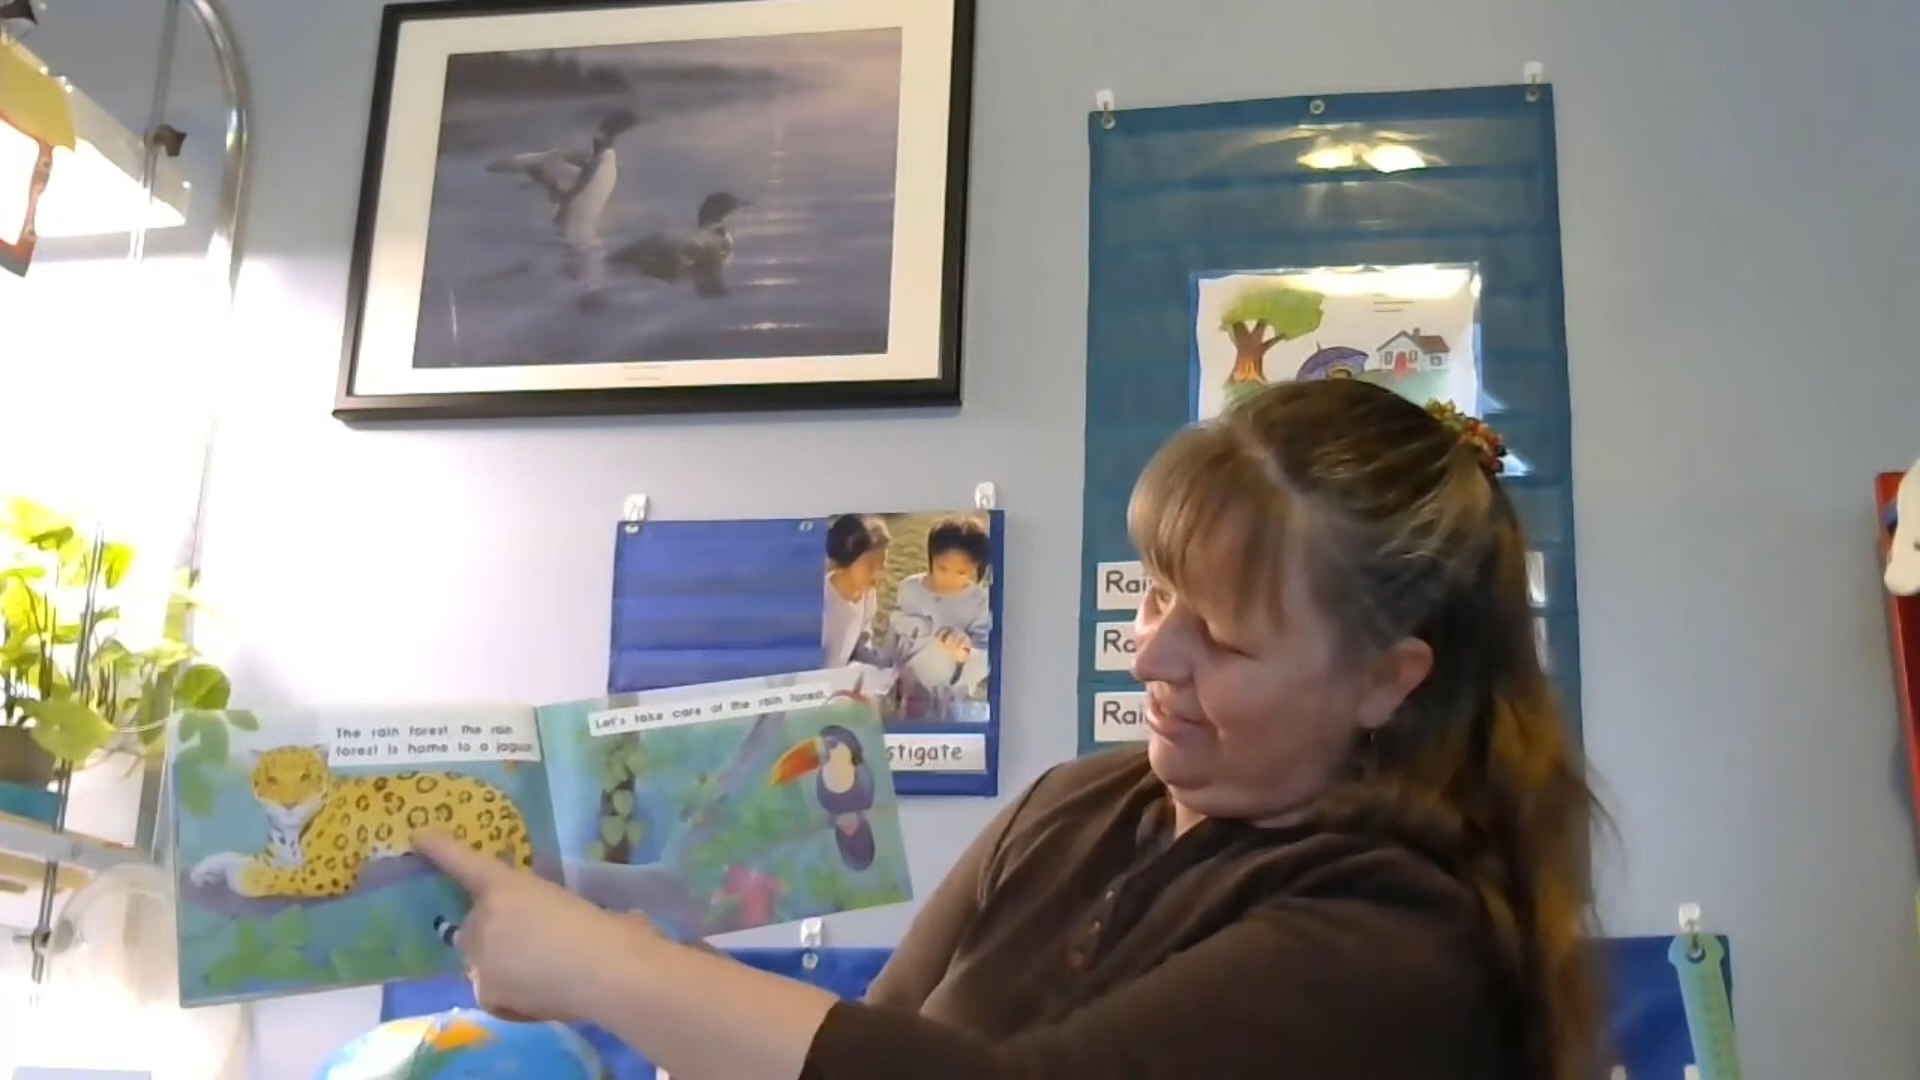 The rain forest, the rain
forest is home to a jaguar.
Let's take care of the rain forest.
Rai
Ra
Rai
stigate